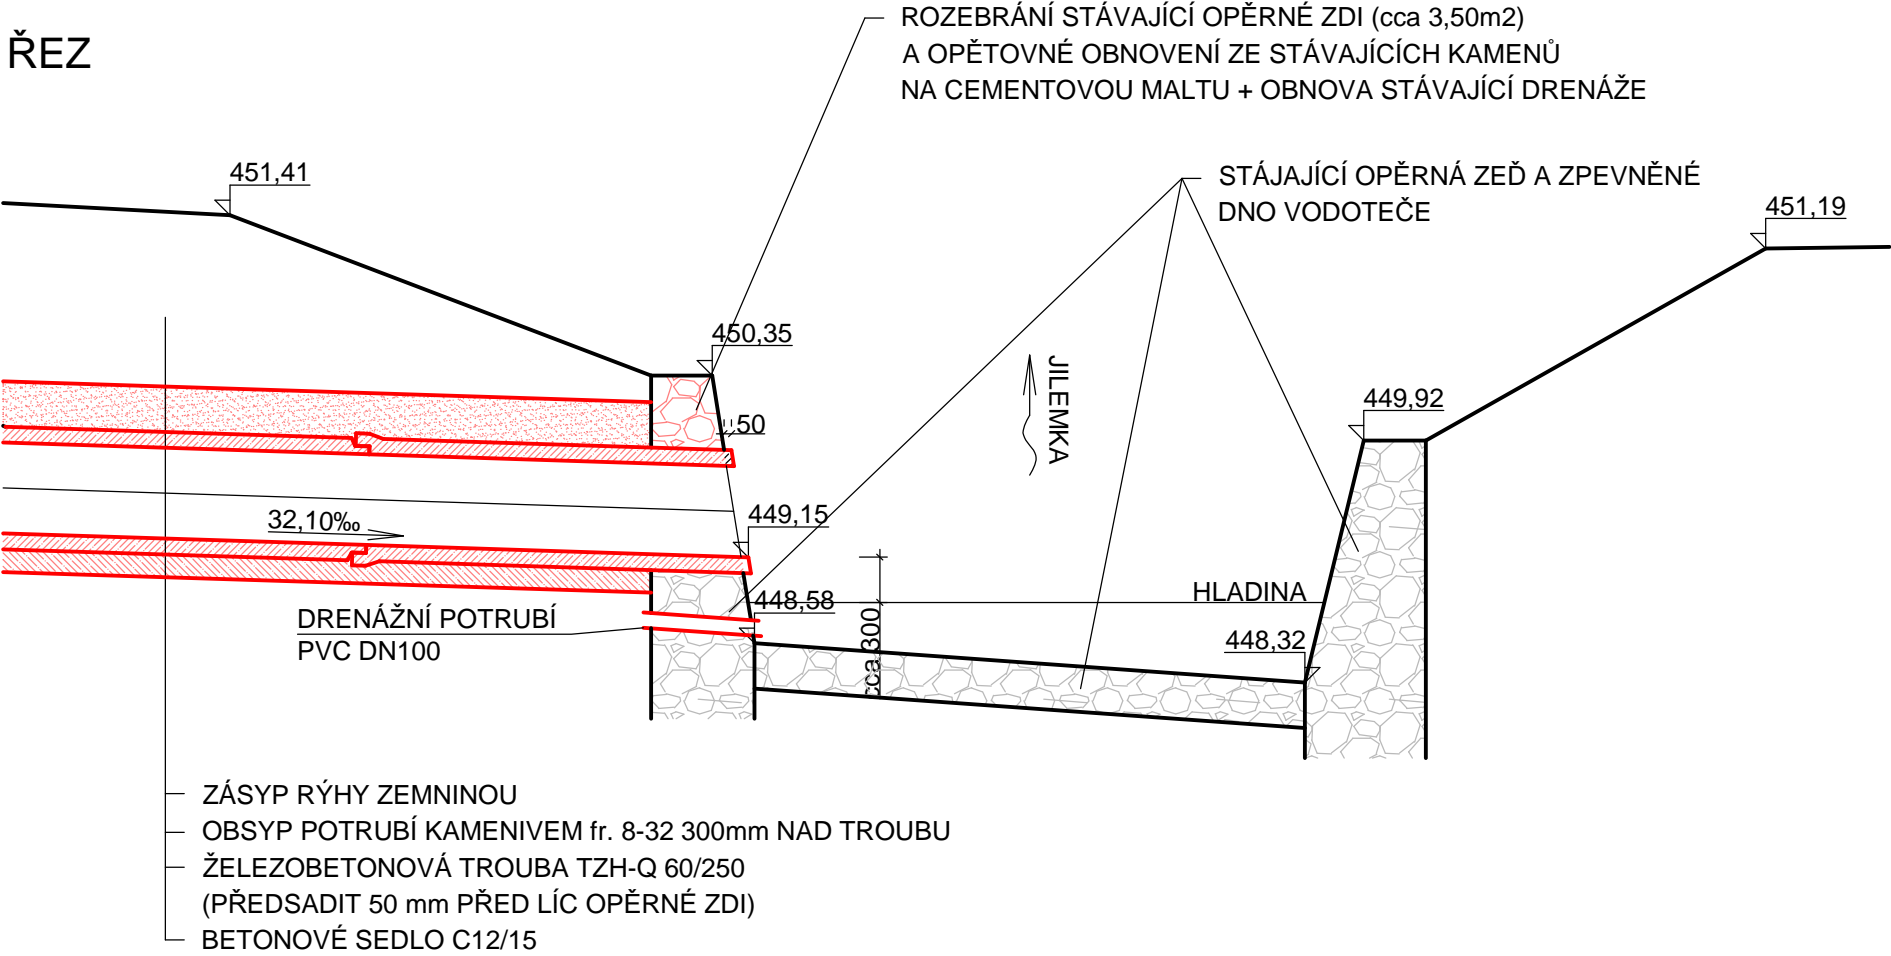 ŘEZ
ROZEBRÁNÍ STÁVAJÍCÍ OPĚRNÉ ZDI (cca 3,50m2)
A OPĚTOVNÉ OBNOVENÍ ZE STÁVAJÍCÍCH KAMENŮ
NA CEMENTOVOU MALTU + OBNOVA STÁVAJÍCÍ DRENÁŽE
451,41
STÁJAJÍCÍ OPĚRNÁ ZEĎ A ZPEVNĚNÉ
DNO VODOTEČE
451,19
450,35
JILEMKA
449,92
50
32,10‰
449,15
448,58
HLADINA
cca 300
448,32
DRENÁŽNÍ POTRUBÍ
PVC DN100
ZÁSYP RÝHY ZEMNINOU
OBSYP POTRUBÍ KAMENIVEM fr. 8-32 300mm NAD TROUBU
ŽELEZOBETONOVÁ TROUBA TZH-Q 60/250
(PŘEDSADIT 50 mm PŘED LÍC OPĚRNÉ ZDI)
BETONOVÉ SEDLO C12/15